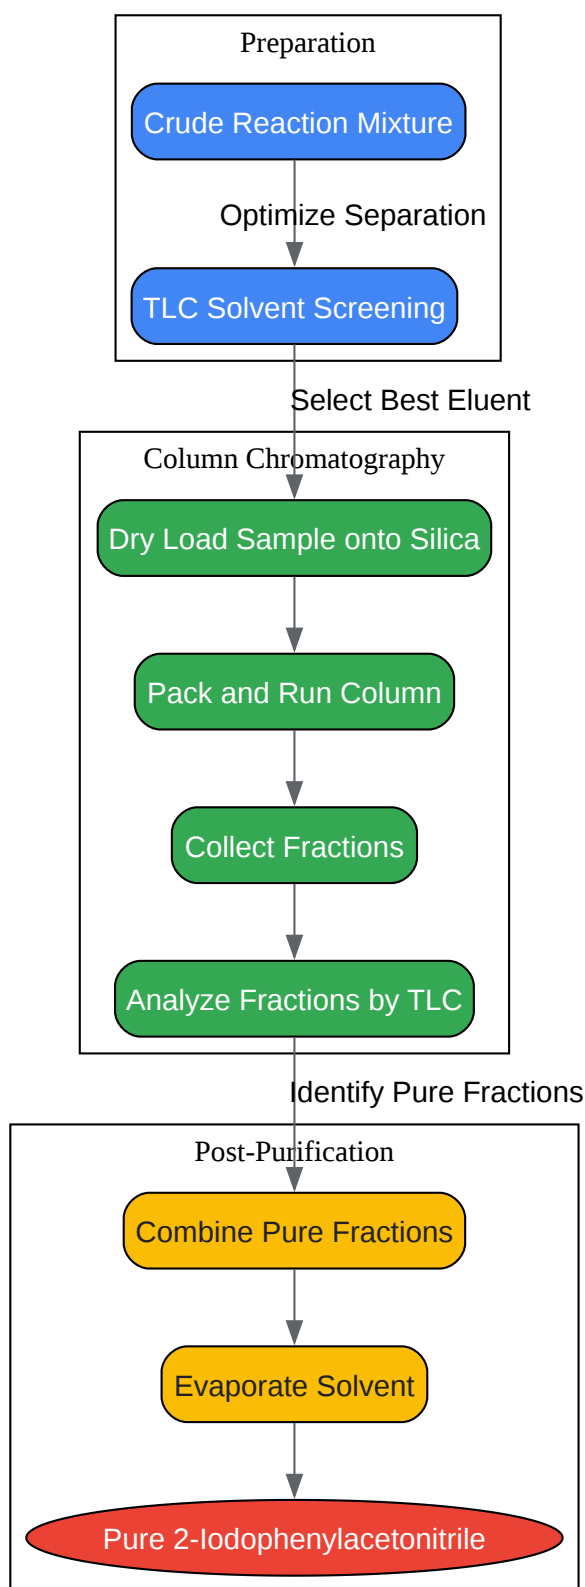 Preparation
Crude Reaction Mixture
Optimize Separation
TLC Solvent Screening
Select Best Eluent
Column Chromatography
Dry Load Sample onto Silica
Pack and Run Column
Collect Fractions
Analyze Fractions by TLC
Identify Pure Fractions
Post-Purification
Combine Pure Fractions
Evaporate Solvent
Pure 2-Iodophenylacetonitrile